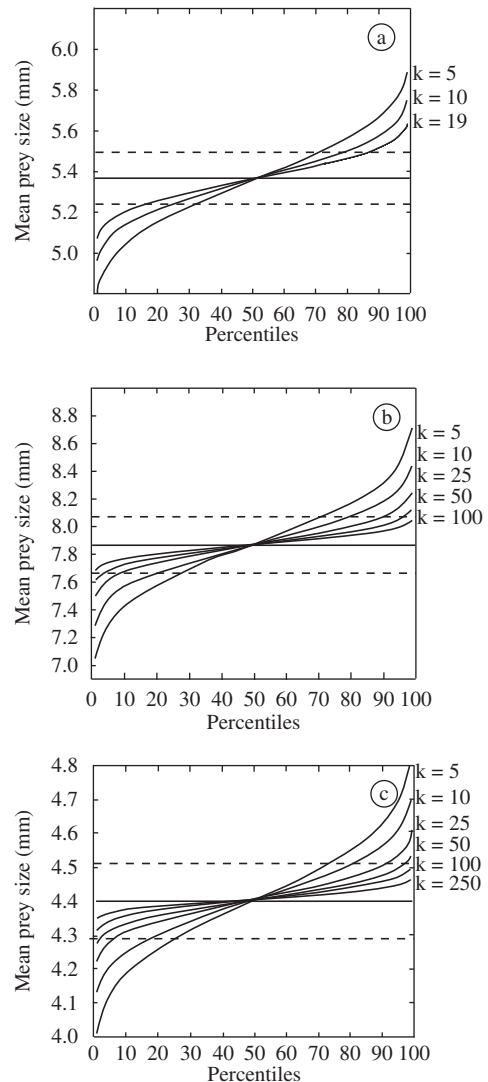 a
6.0
5.8
5.6
5.4
5.2
5.0
Mean prey size (mm)
k = 5
k = 10
k = 19
0 10 20 30 40 50 60 70 80 90 100
Percentiles
b
8.8
8.6
8.4
8.2
8.0
7.8
7.6
7.4
7.2
7.0
Mean prey size (mm)
k = 5
k = 10
k = 25
k = 50
k = 100
0 10 20 30 40 50 60 70 80 90 100
Percentiles
c
4.8
4.7
4.6
4.5
4.4
4.3
4.2
4.1
4.0
Mean prey size (mm)
k = 5
k = 10
k = 25
k = 50
k = 100
k = 250
0 10 20 30 40 50 60 70 80 90 100
Percentiles